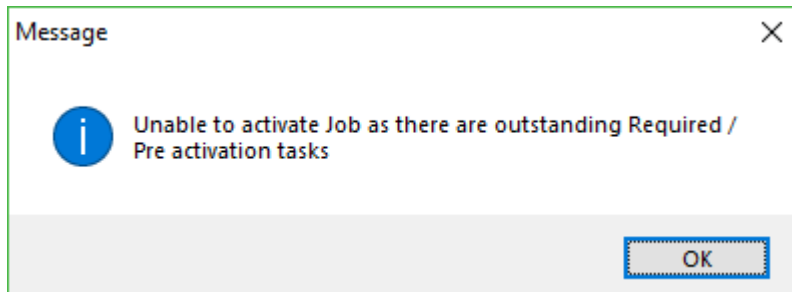 Message
Unable to activate Job as there are outstanding Required /
Pre activation tasks
OK